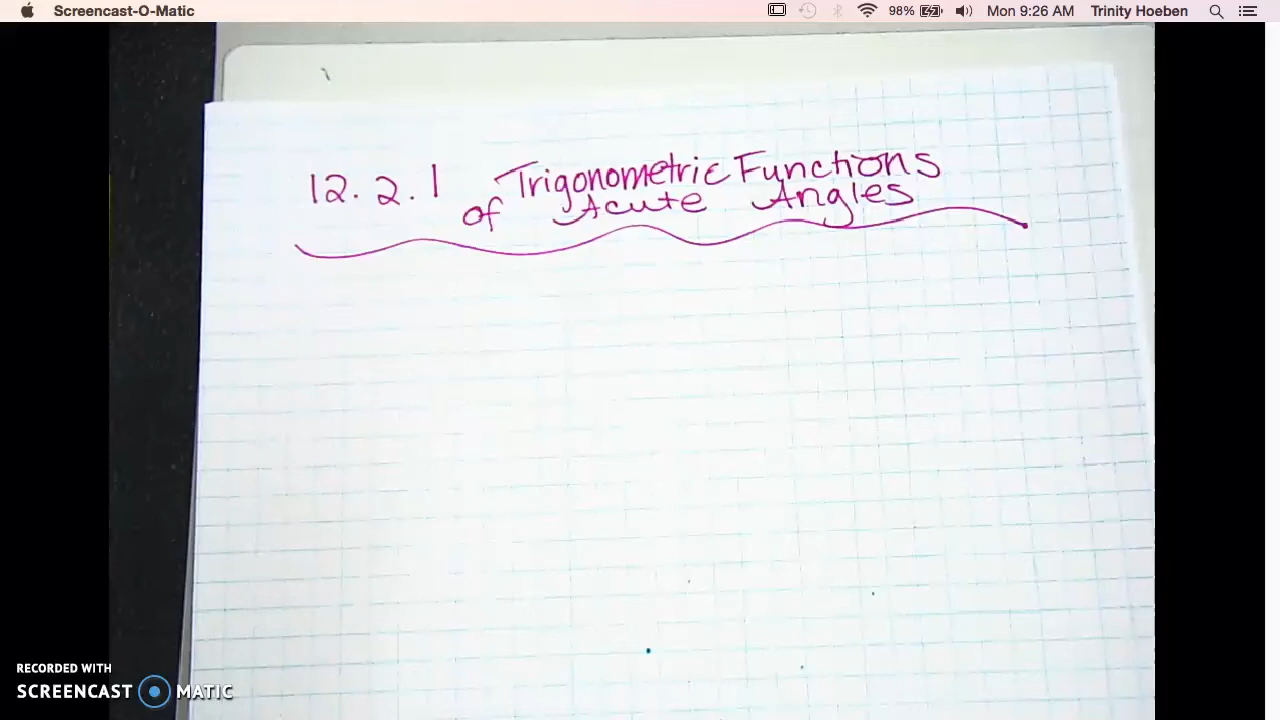 Screencast-O-Matic 98% Mon 9:26 AM Trinity Hoeben
12.2.1 Trigonometric Functions
of Acute Angles
RECORDED WITH
SCREENCAST MATIC